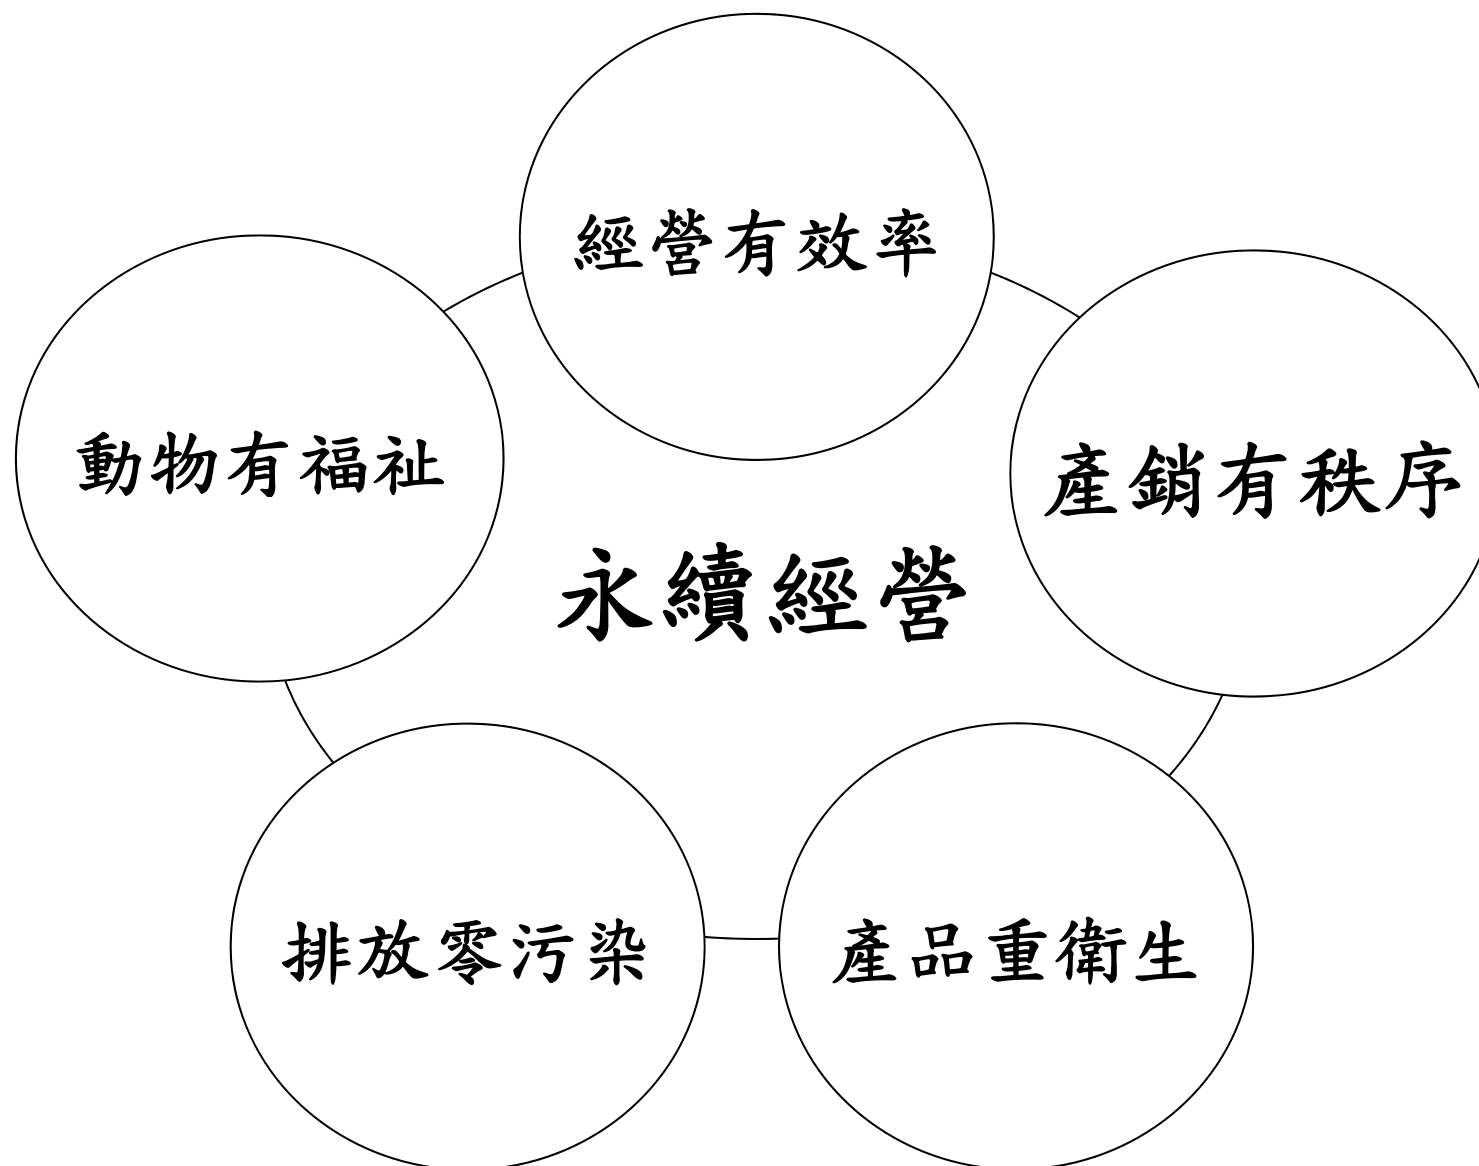 經營有效率
動物有福祉
產銷有秩序
永續經營
排放零污染
產品重衛生